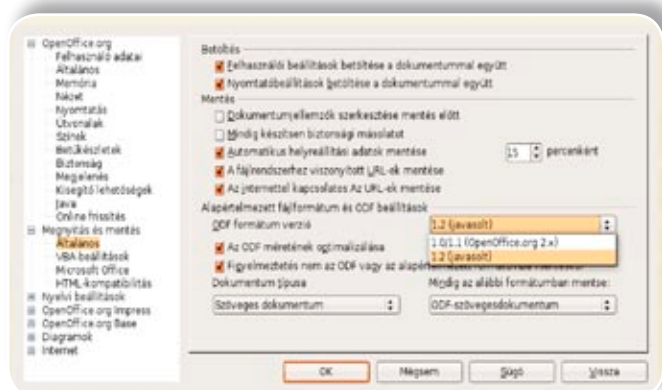 OpenOffice.org
Felhasználó adatai
Általános
Memória
Nézet
Nyomtatás
Útvonalak
Színek
Betűkészletek
Biztonság
Megjelenés
Kisegítő lehetőségek
Java
Online frissítés
Megnyitás és mentés
Általános
VBA-beállítások
Microsoft Office
HTML-kompatibilitás
Nyelvi beállítások
OpenOffice.org Impress
OpenOffice.org Base
Diagramok
Internet
Betöltés
Felhasználói beállítások betöltése a dokumentummal együtt
Nyomtatóbeállítások betöltése a dokumentummal együtt
Mentés
Dokumentumjellemzők szerkesztése mentés előtt
Mindig készítsen biztonsági másolatot
Automatikus helyreállítási adatok mentése 15 percenként
A fájlrendszerhez viszonyított URL-ek mentése
Az internettel kapcsolatos Az URL-ek mentése
Alapértelmezett fájlformátum és ODF beállítások
ODF formátum verzió 1.2 (javasolt)
1.0/1.1 (OpenOffice.org 2.x)
Az ODF méretének optimalizálása 1.2 (javasolt)
Figyelmeztetés nem az ODF vagy az
Dokumentum típusa Mindig az alábbi formátumban mentse:
Szöveges dokumentum ODF-szövegesdokumentum
OK Mégsem Súgó Vissza